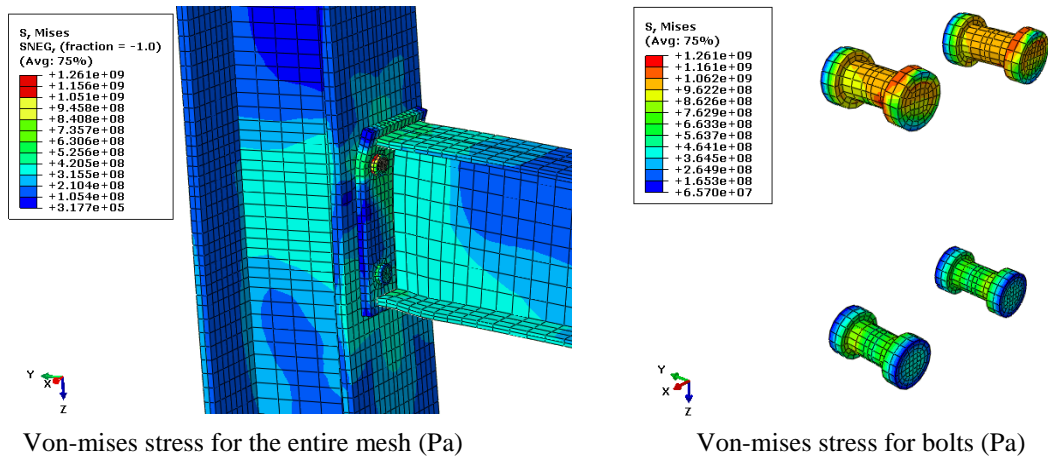 S, Mises
SNEG, (fraction = -1.0)
(Avg: 75%)
+1.261e+09
+1.156e+09
+1.051e+09
+9.458e+08
+8.408e+08
+7.357e+08
+6.306e+08
+5.256e+08
+4.205e+08
+3.155e+08
+2.104e+08
+1.054e+08
+3.177e+05
Y
X
Z
Von-mises stress for the entire mesh (Pa)
S, Mises
(Avg: 75%)
+1.261e+09
+1.161e+09
+1.062e+09
+9.622e+08
+8.626e+08
+7.629e+08
+6.633e+08
+5.637e+08
+4.641e+08
+3.645e+08
+2.649e+08
+1.653e+08
+6.570e+07
Y
X
Z
Von-mises stress for bolts (Pa)